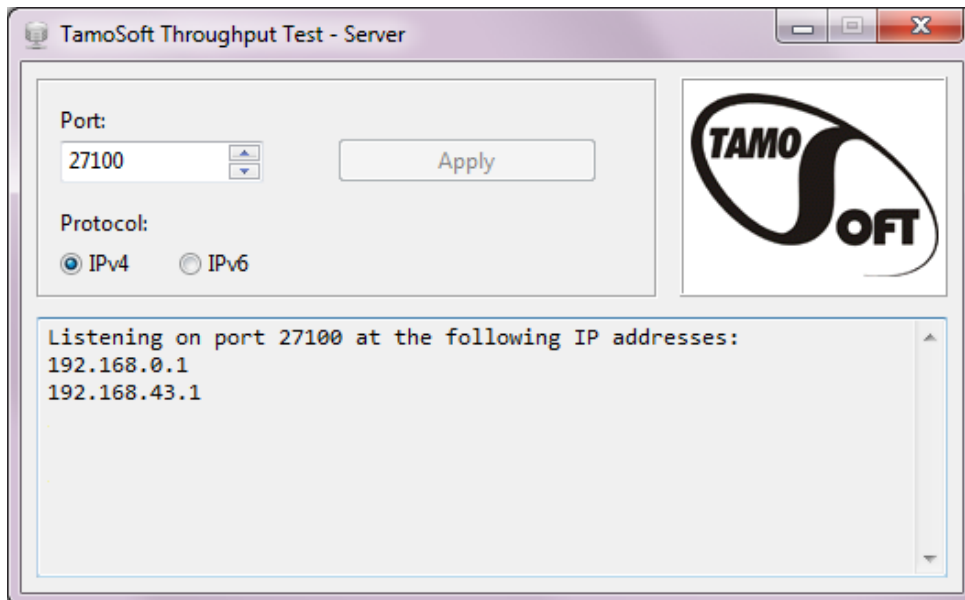 TamoSoft Throughput Test - Server
Port:
27100
Apply
Protocol:
IPv4
IPv6
TAMO
SOFT
Listening on port 27100 at the following IP addresses:
192.168.0.1
192.168.43.1